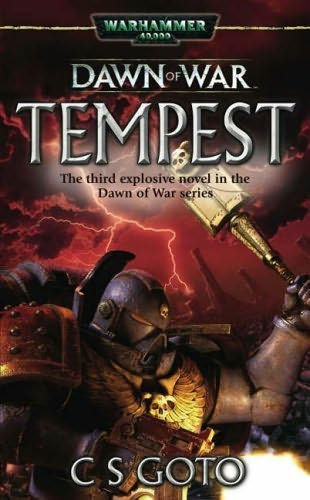 WARHAMMER
40,000
DAWN OF WAR
TEMPEST
The third explosive novel in the
Dawn of War series
C S GOTO